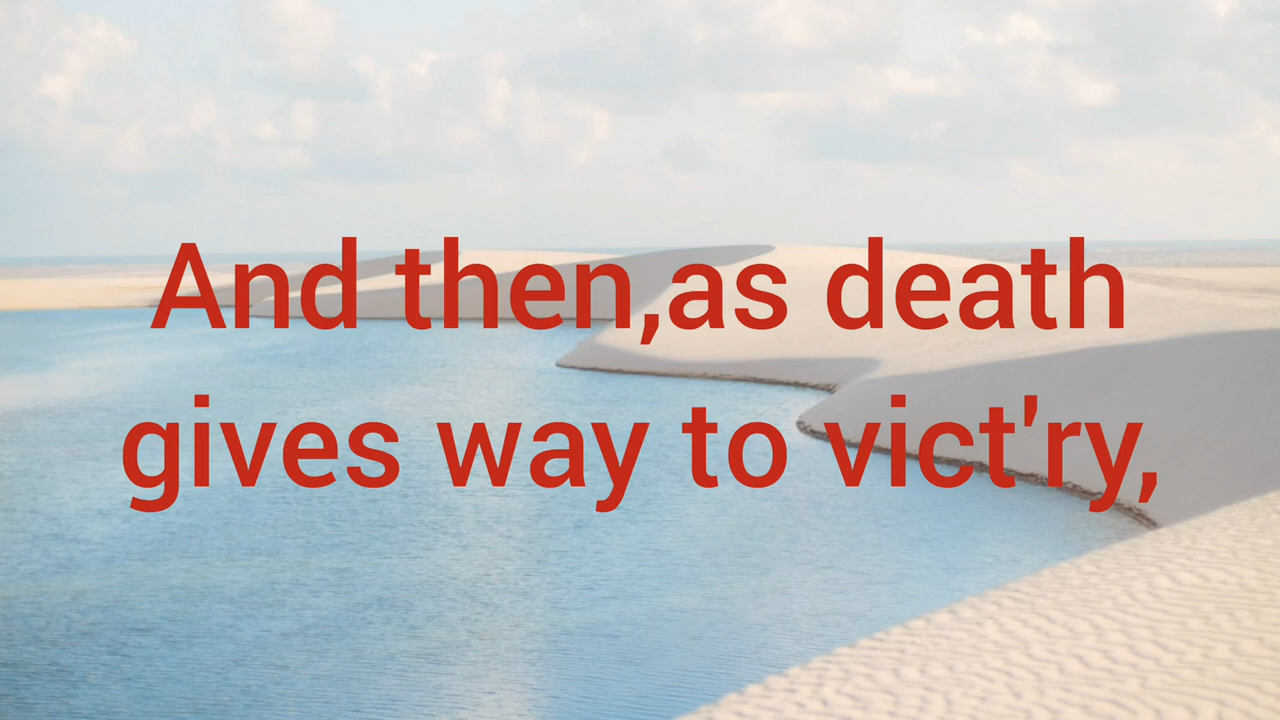 And then,as death
gives way to vict'ry,